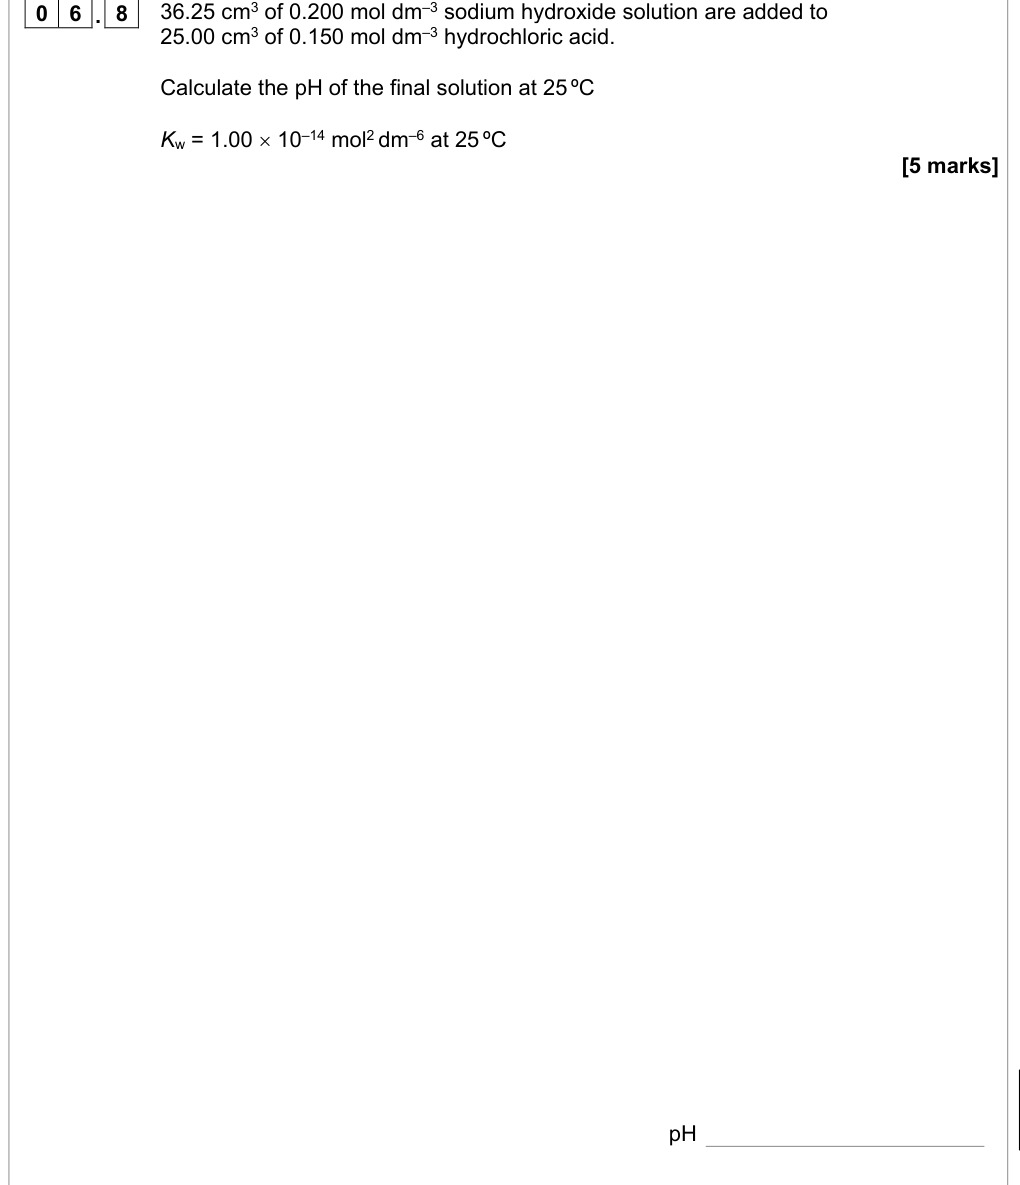 0 6 . 8 36.25 cm³ of 0.200 mol dm⁻³ sodium hydroxide solution are added to
25.00 cm³ of 0.150 mol dm⁻³ hydrochloric acid.
Calculate the pH of the final solution at 25 ºC
Kw = 1.00 × 10⁻¹⁴ mol² dm⁻⁶ at 25 ºC
[5 marks]
pH